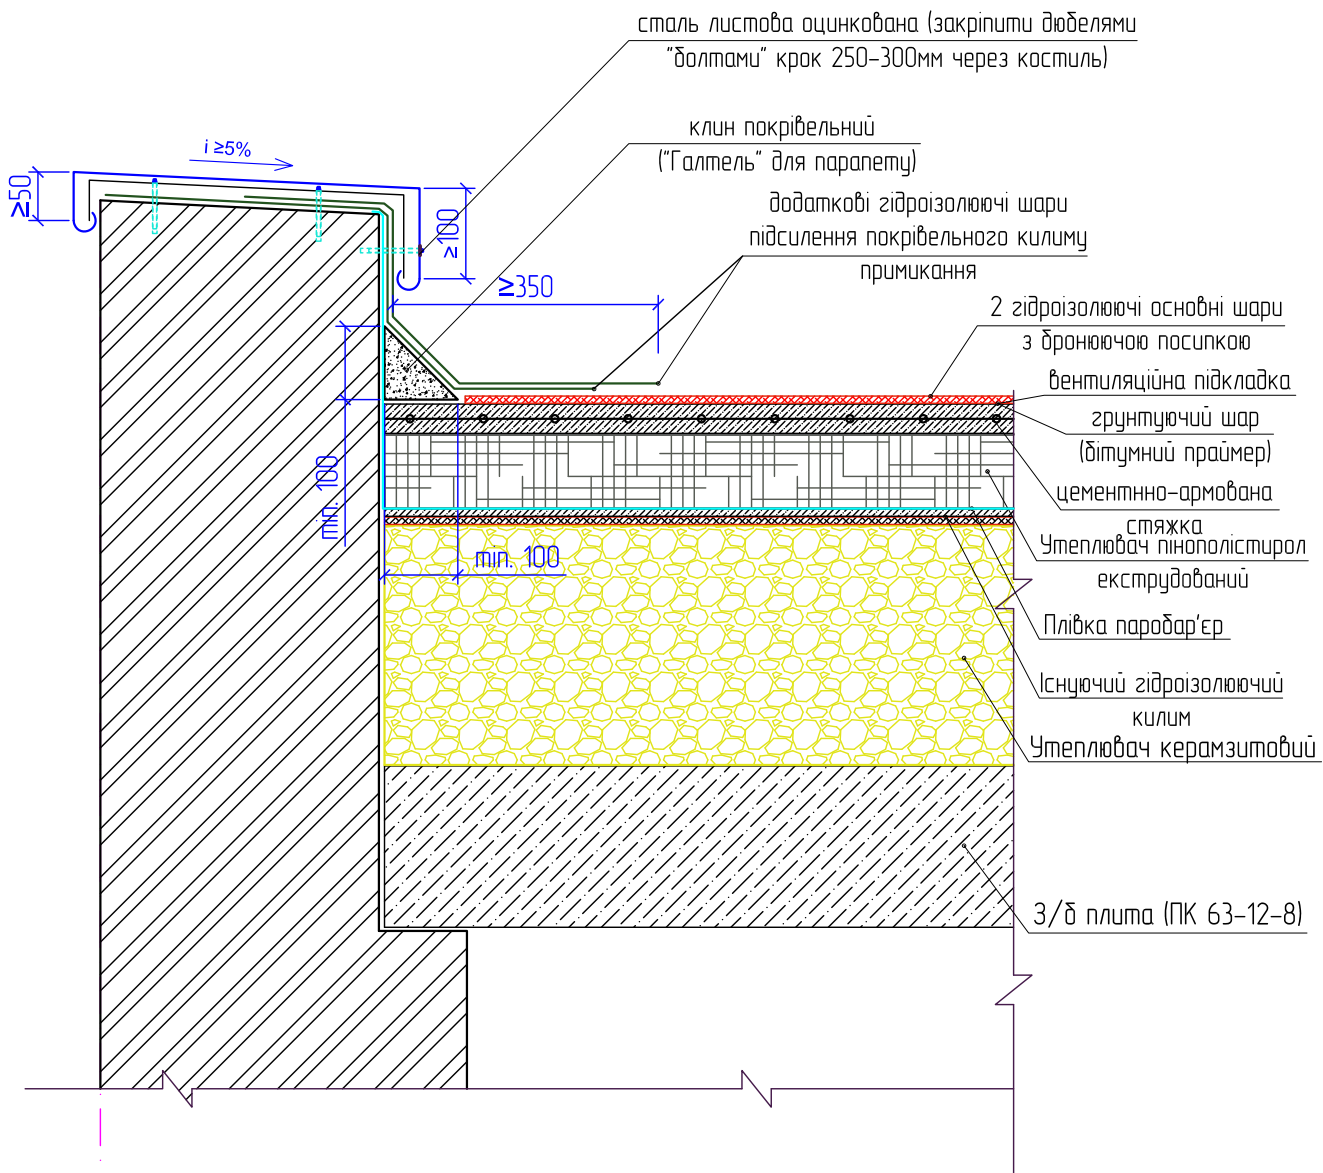 сталь листова оцинкована (закріпити дюбелями
"болтами" крок 250-300мм через костиль)
клин покрівельний
("Галтель" для парапету)
i ≥5%
≥50
≥100
додаткові гідроізолюючі шари
підсилення покрівельного килиму
примикання
≥350
2 гідроізолюючі основні шари
з бронюючою посипкою
вентиляційна підкладка
грунтуючий шар
(бітумний праймер)
min. 100
цементнно-армована
стяжка
min. 100
Утеплювач пінополістирол
екструдований
Плівка паробар'єр
Існуючий гідроізолюючий
килим
Утеплювач керамзитовий
З/б плита (ПК 63-12-8)